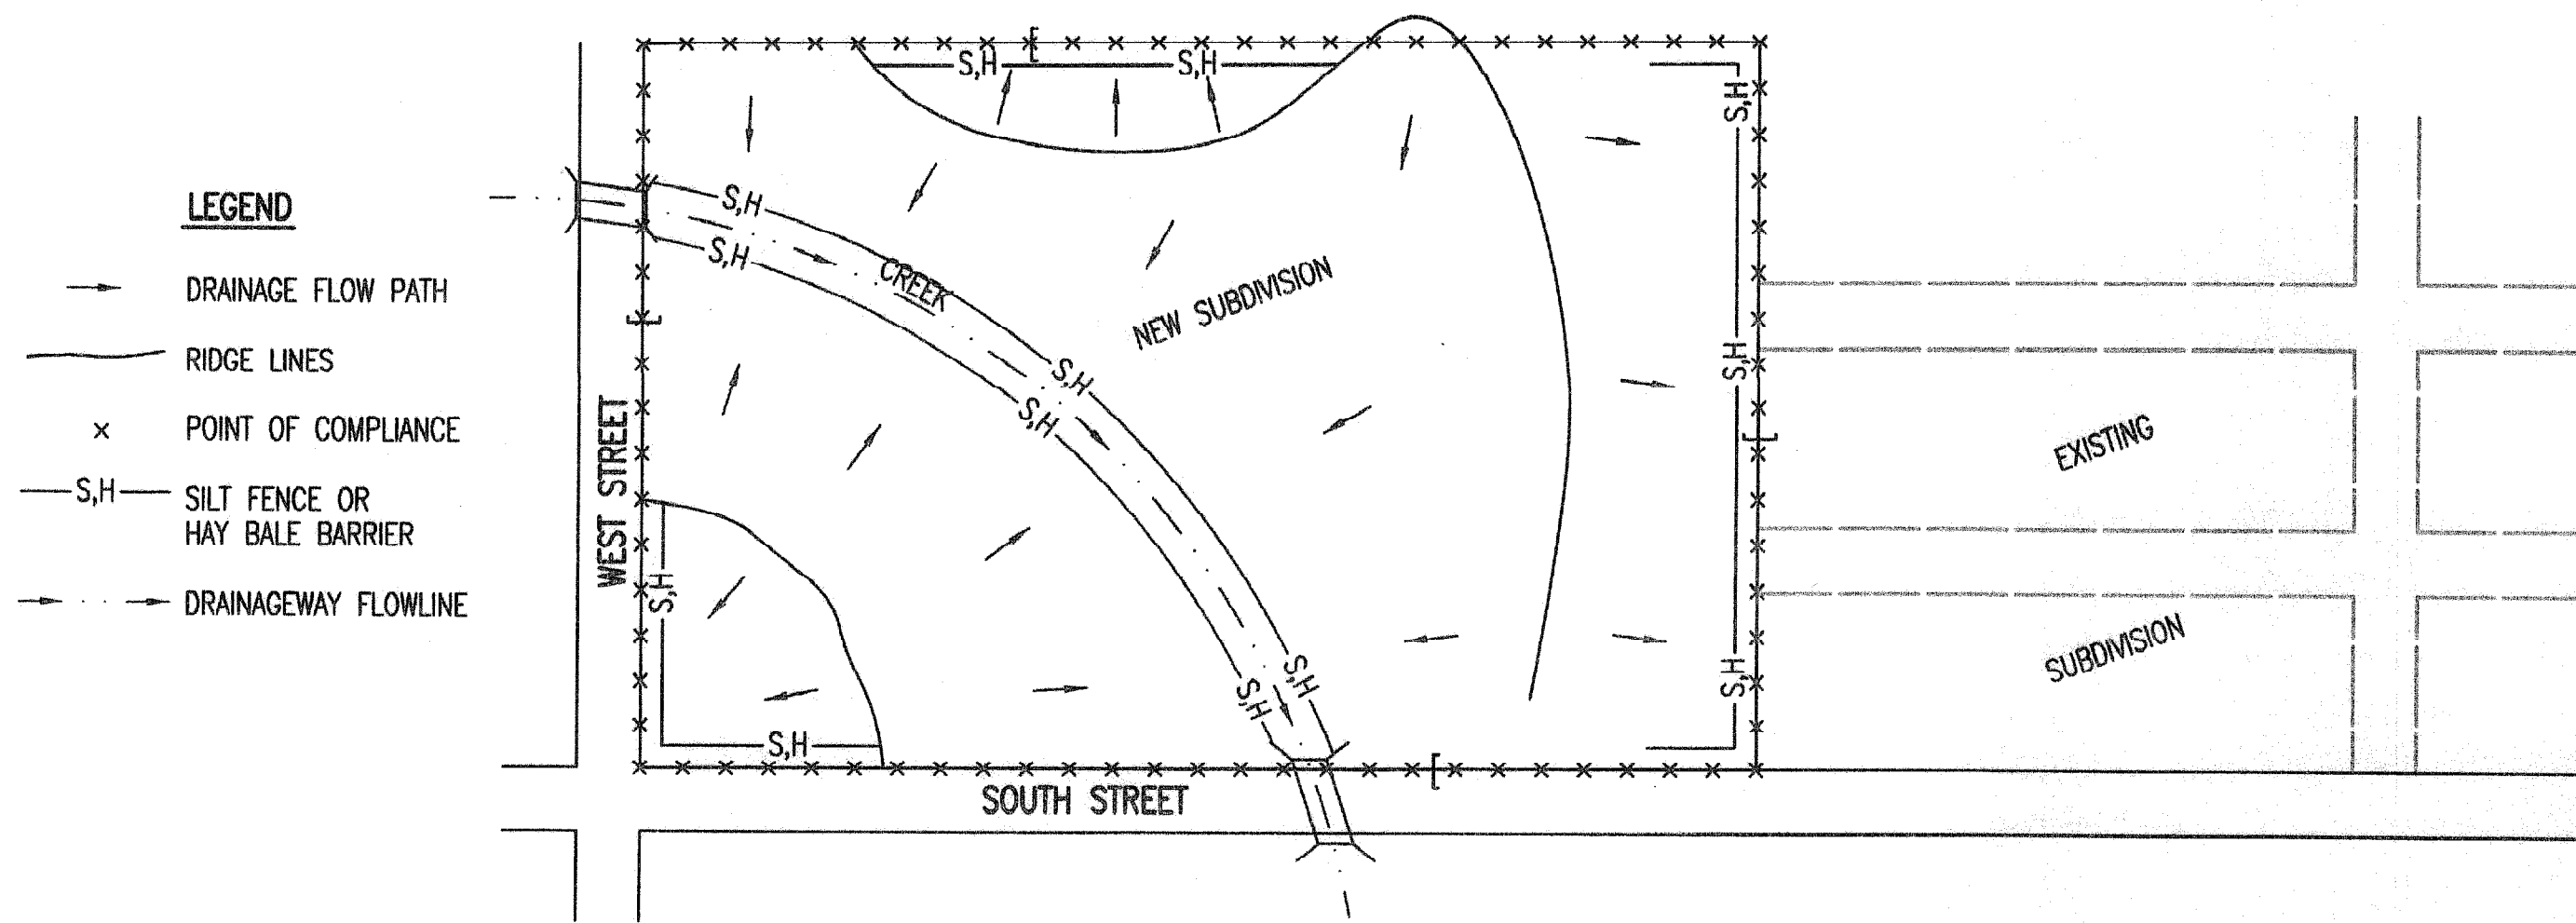 LEGEND
DRAINAGE FLOW PATH
RIDGE LINES
x POINT OF COMPLIANCE
S,H SILT FENCE OR
HAY BALE BARRIER
DRAINAGEWAY FLOWLINE
S,H
S,H
S,H
S,H
S,H
CREEK
NEW SUBDIVISION
S,H
S,H
S,H
WEST STREET
S,H
S,H
S,H
S,H
S,H
S,H
SOUTH STREET
EXISTING
SUBDIVISION